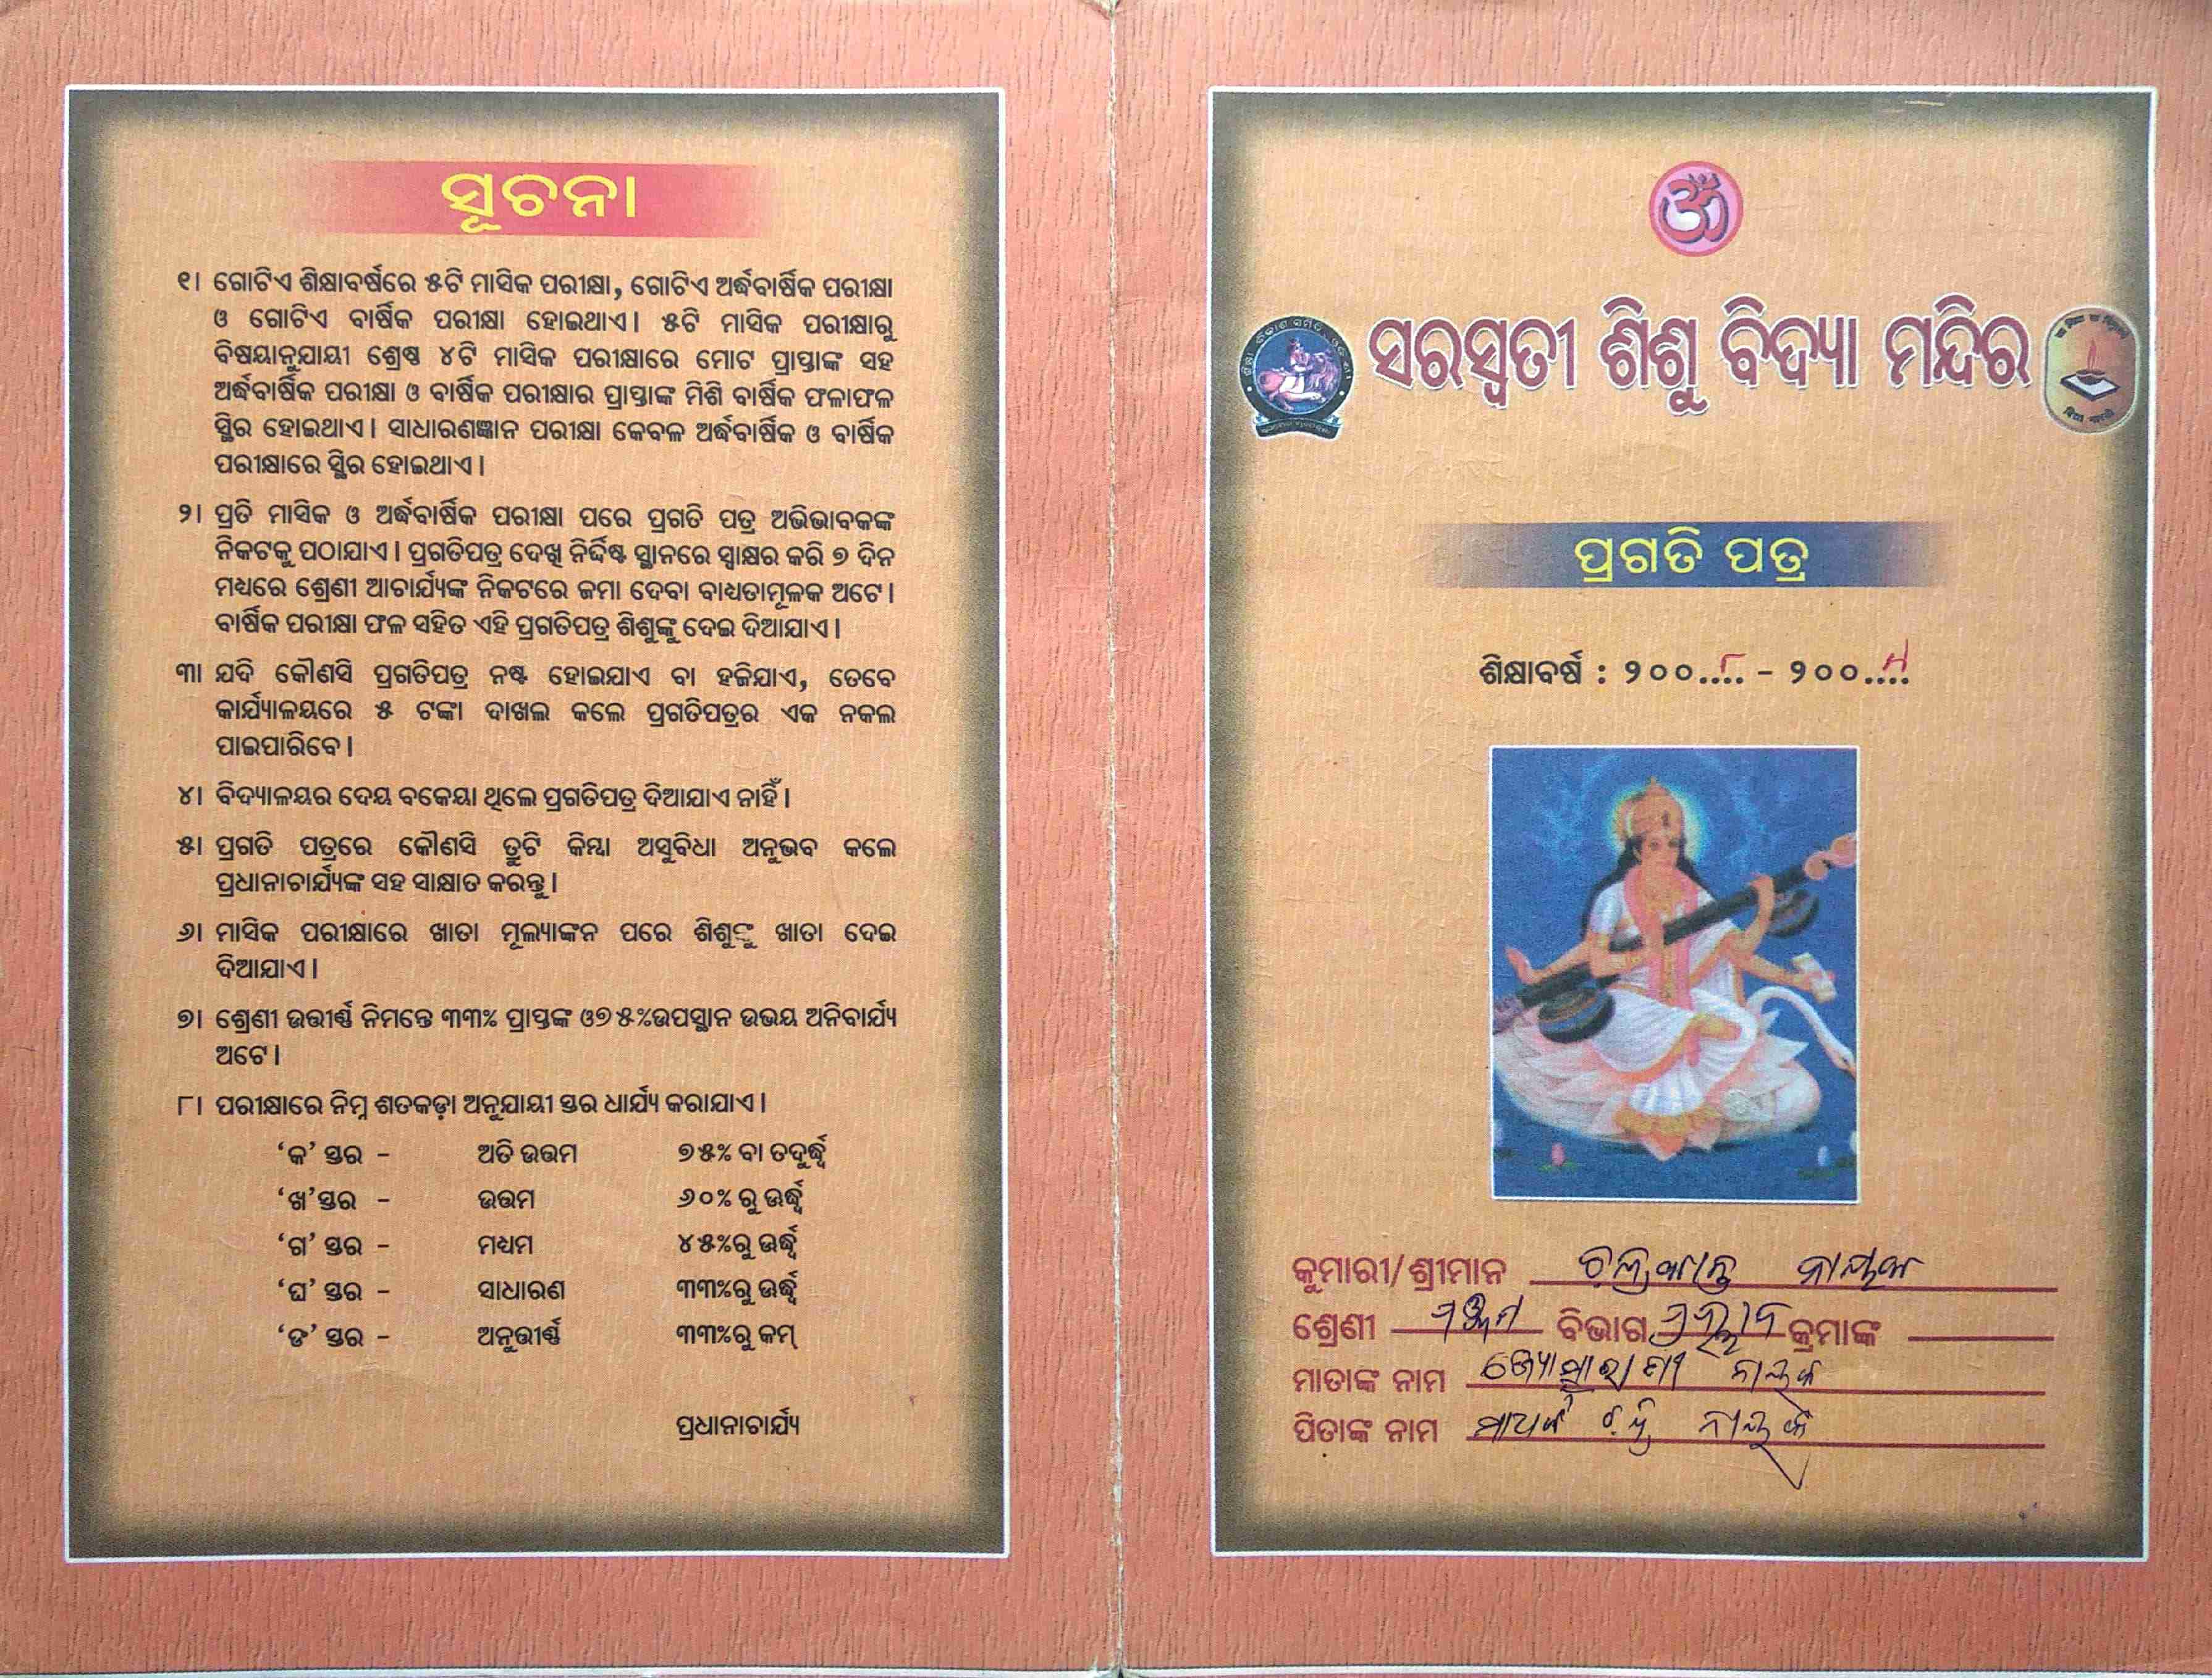 ସୂଚନା
୧। ଗୋଟିଏ ଶିକ୍ଷାବର୍ଷରେ ୫ଟି ମାସିକ ପରୀକ୍ଷା, ଗୋଟିଏ ଅର୍ଦ୍ଧବାର୍ଷିକ ପରୀକ୍ଷା
ଓ ଗୋଟିଏ ବାର୍ଷିକ ପରୀକ୍ଷା ହୋଇଥାଏ। ୫ଟି ମାସିକ ପରୀକ୍ଷାରୁ
ବିଷୟାନୁଯାୟୀ ଶ୍ରେଷ୍ଠ ୪ଟି ମାସିକ ପରୀକ୍ଷାରେ ମୋଟ ପ୍ରାପ୍ତାଙ୍କ ସହ
ଅର୍ଦ୍ଧବାର୍ଷିକ ପରୀକ୍ଷା ଓ ବାର୍ଷିକ ପରୀକ୍ଷାର ପ୍ରାପ୍ତାଙ୍କ ମିଶି ବାର୍ଷିକ ଫଳାଫଳ
ସ୍ଥିର ହୋଇଥାଏ। ସାଧାରଣଜ୍ଞାନ ପରୀକ୍ଷା କେବଳ ଅର୍ଦ୍ଧବାର୍ଷିକ ଓ ବାର୍ଷିକ
ପରୀକ୍ଷାରେ ସ୍ଥିର ହୋଇଥାଏ।
୨। ପ୍ରତି ମାସିକ ଓ ଅର୍ଦ୍ଧବାର୍ଷିକ ପରୀକ୍ଷା ପରେ ପ୍ରଗତି ପତ୍ର ଅଭିଭାବକଙ୍କ
ନିକଟକୁ ପଠାଯାଏ। ପ୍ରଗତିପତ୍ର ଦେଖି ନିର୍ଦ୍ଦିଷ୍ଟ ସ୍ଥାନରେ ସ୍ୱାକ୍ଷର କରି ୭ ଦିନ
ମଧ୍ୟରେ ଶ୍ରେଣୀ ଆଚାର୍ଯ୍ୟଙ୍କ ନିକଟରେ ଜମା ଦେବା ବାଧ୍ୟତାମୂଳକ ଅଟେ।
ବାର୍ଷିକ ପରୀକ୍ଷା ଫଳ ସହିତ ଏହି ପ୍ରଗତିପତ୍ର ଶିଶୁଙ୍କୁ ଦେଇ ଦିଆଯାଏ।
୩। ଯଦି କୌଣସି ପ୍ରଗତିପତ୍ର ନଷ୍ଟ ହୋଇଯାଏ ବା ହଜିଯାଏ, ତେବେ
କାର୍ଯ୍ୟାଳୟରେ ୫ ଟଙ୍କା ଦାଖଲ କଲେ ପ୍ରଗତିପତ୍ରର ଏକ ନକଲ
ପାଇପାରିବେ।
୪। ବିଦ୍ୟାଳୟର ଦେୟ ବକେୟା ଥିଲେ ପ୍ରଗତିପତ୍ର ଦିଆଯାଏ ନାହିଁ।
୫। ପ୍ରଗତି ପତ୍ରରେ କୌଣସି ତ୍ରୁଟି କିମ୍ଭା ଅସୁବିଧା ଅନୁଭବ କଲେ
ପ୍ରଧାନାଚାର୍ଯ୍ୟଙ୍କ ସହ ସାକ୍ଷାତ କରନ୍ତୁ।
୬। ମାସିକ ପରୀକ୍ଷାରେ ଖାତା ମୂଲ୍ୟାଙ୍କନ ପରେ ଶିଶୁଙ୍କୁ ଖାତା ଦେଇ
ଦିଆଯାଏ।
୭। ଶ୍ରେଣୀ ଉତ୍ତୀର୍ଣ୍ଣ ନିମନ୍ତେ ୩୩% ପ୍ରାପ୍ତଙ୍କ ଓ୭୫%ଉପସ୍ଥାନ ଉଭୟ ଅନିବାର୍ଯ୍ୟ
ଅଟେ।
୮। ପରୀକ୍ଷାରେ ନିମ୍ନ ଶତକଡ଼ା ଅନୁଯାୟୀ ସ୍ତର ଧାର୍ଯ୍ୟ କରାଯାଏ।
‘କ’ ସ୍ତର - ଅତି ଉତ୍ତମ ୭୫% ବା ତଦୁର୍ଦ୍ଧ୍ୱ
‘ଖ’ସ୍ତର - ଉତ୍ତମ ୬୦% ରୁ ଊର୍ଦ୍ଧ୍ୱ
‘ଗ’ ସ୍ତର - ମଧ୍ୟମ ୪୫%ରୁ ଊର୍ଦ୍ଧ୍ୱ
‘ଘ’ ସ୍ତର - ସାଧାରଣ ୩୩%ରୁ ଊର୍ଦ୍ଧ୍ୱ
‘ଙ’ ସ୍ତର - ଅନୁତ୍ତୀର୍ଣ୍ଣ ୩୩%ରୁ କମ୍
ପ୍ରଧାନାଚାର୍ଯ୍ୟ
ଓଁ
ସରସ୍ୱତୀ ଶିଶୁ ବିଦ୍ୟା ମନ୍ଦିର
ପ୍ରଗତି ପତ୍ର
ଶିକ୍ଷାବର୍ଷ : ୨୦୦..୮.. - ୨୦୦..୯..
କୁମାରୀ/ଶ୍ରୀମାନ ଚନ୍ଦ୍ରକାନ୍ତ ନାୟକ
ଶ୍ରେଣୀ ବିଭାଗ କ୍ରମାଙ୍କ
ମାତାଙ୍କ ନାମ ଜ୍ୟୋସ୍ନାରାଣୀ ନାୟକ
ପିତାଙ୍କ ନାମ ନାୟକ